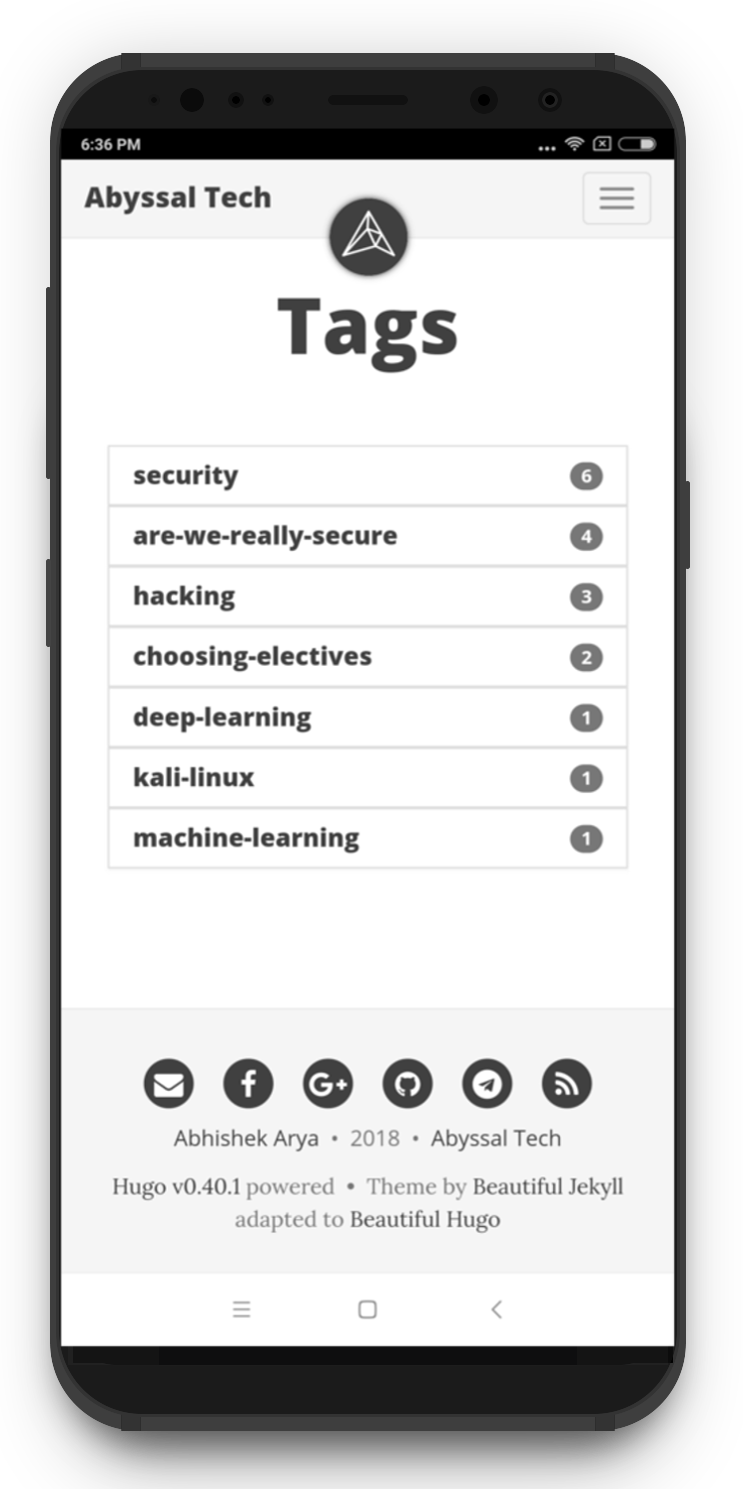 6:36 PM
Abyssal Tech
Tags
security 6
are-we-really-secure 4
hacking 3
choosing-electives 2
deep-learning 1
kali-linux 1
machine-learning 1
Abhishek Arya • 2018 • Abyssal Tech
Hugo v0.40.1 powered • Theme by Beautiful Jekyll
adapted to Beautiful Hugo